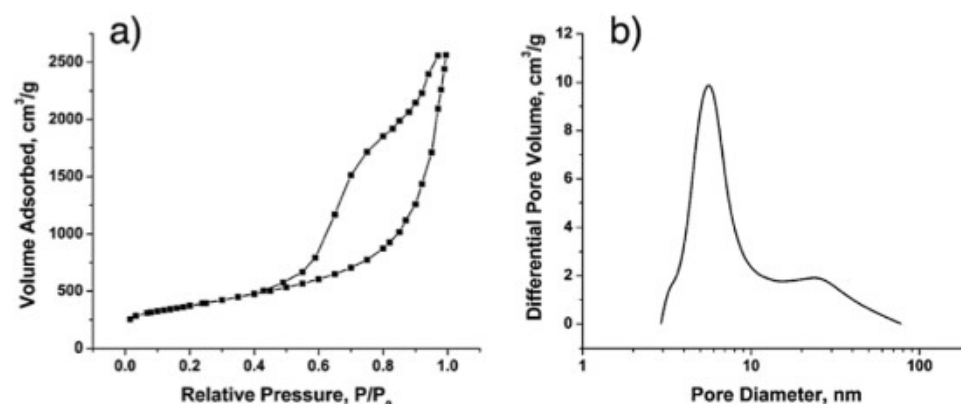 a)
Volume Adsorbed, cm³/g
2500
2000
1500
1000
500
0
0.0 0.2 0.4 0.6 0.8 1.0
Relative Pressure, P/Pₒ
b)
Differential Pore Volume, cm³/g
12
10
8
6
4
2
0
1 10 100
Pore Diameter, nm